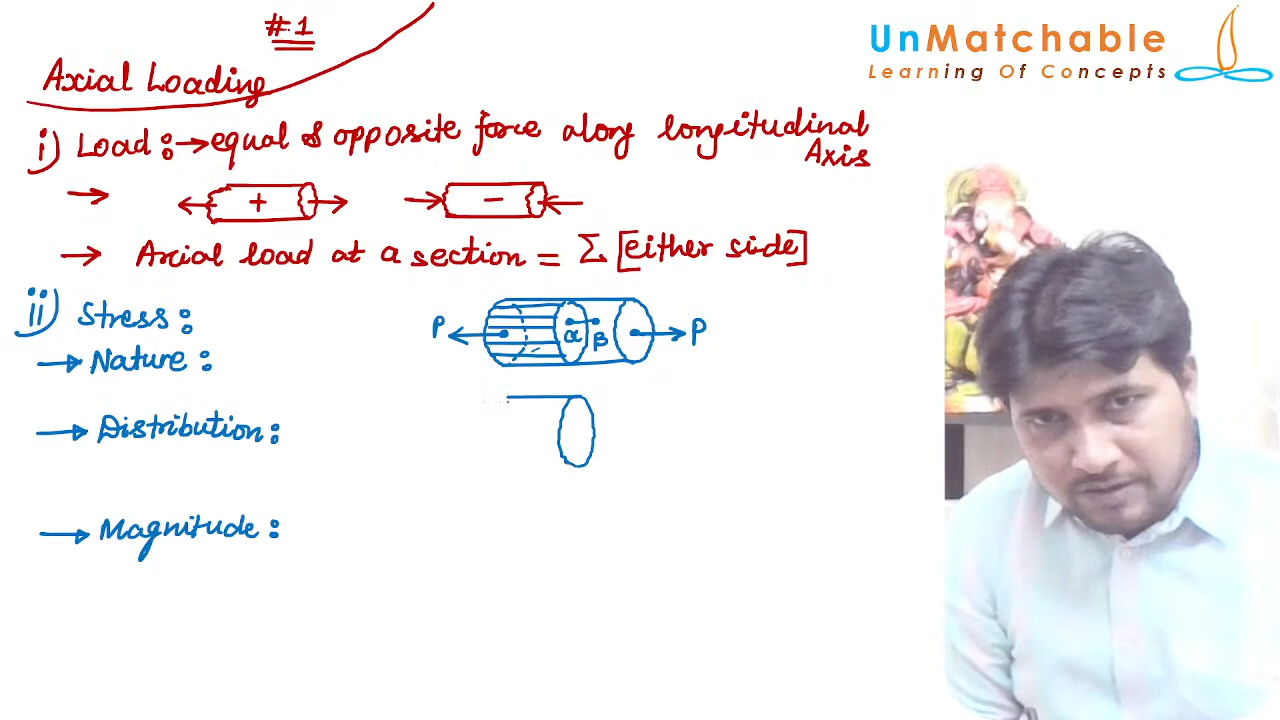 #1
UnMatchable
Learning Of Concepts
Axial Loading
i) Load :→ equal & opposite force along longitudinal
Axis
→ + −
→ Axial load at a section = Σ [either side]
ii) Stress :
P α β P
→ Nature :
→ Distribution :
→ Magnitude :